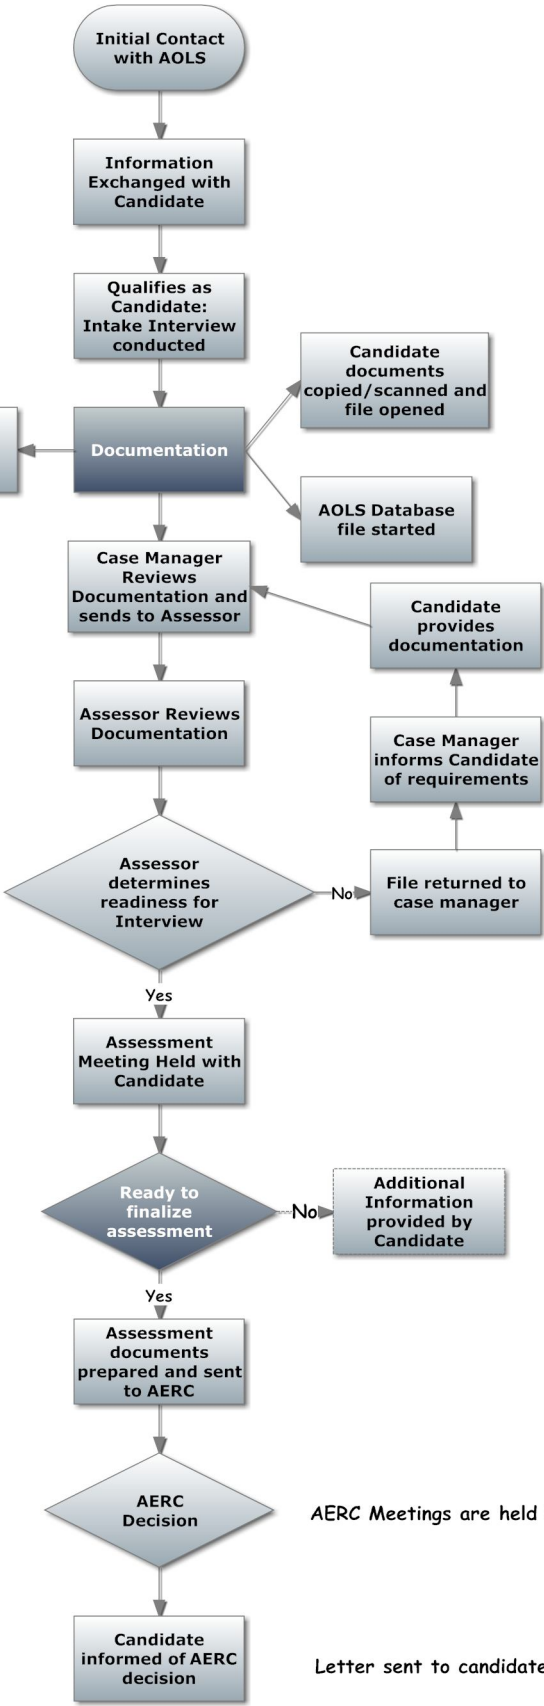 Initial Contact
with AOLS
Information
Exchanged with
Candidate
Qualifies as
Candidate:
Intake Interview
conducted
Candidate
documents
copied/scanned and
file opened
Documentation
AOLS Database
file started
Case Manager
Reviews
Documentation and
sends to Assessor
Candidate
provides
documentation
Assessor Reviews
Documentation
Case Manager
informs Candidate
of requirements
Assessor
determines
readiness for
Interview
No
File returned to
case manager
Yes
Assessment
Meeting Held with
Candidate
Ready to
finalize
assessment
No
Additional
Information
provided by
Candidate
Yes
Assessment
documents
prepared and sent
to AERC
AERC
Decision
AERC Meetings are held
Candidate
informed of AERC
decision
Letter sent to candidate